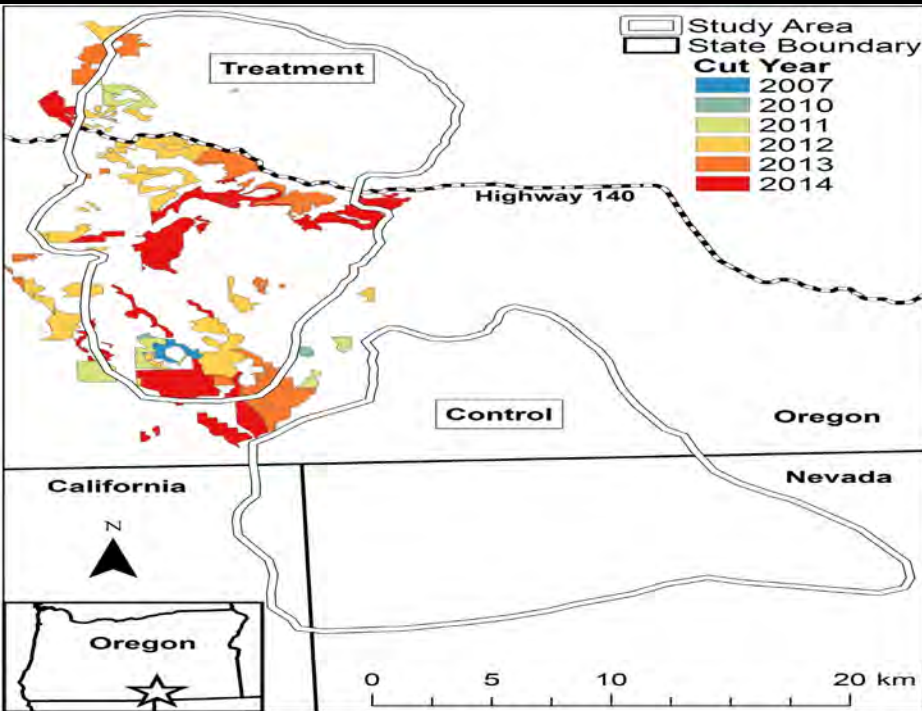 Study Area
State Boundary
Treatment
Cut Year
2007
2010
2011
2012
2013
2014
Highway 140
Control
Oregon
California
Nevada
N
Oregon
0 5 10 20 km